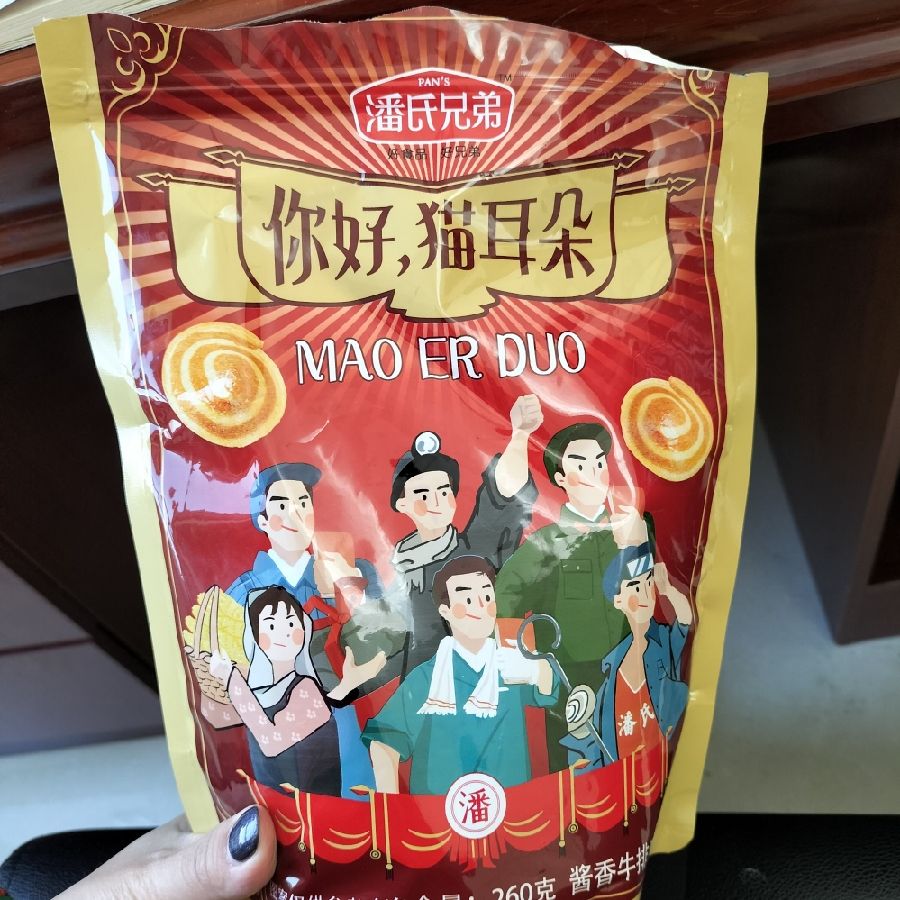 PAN'S
潘氏兄弟 TM
好食品 好兄弟
你好,猫耳朵
MAO ER DUO
潘氏
潘
260克 酱香牛排